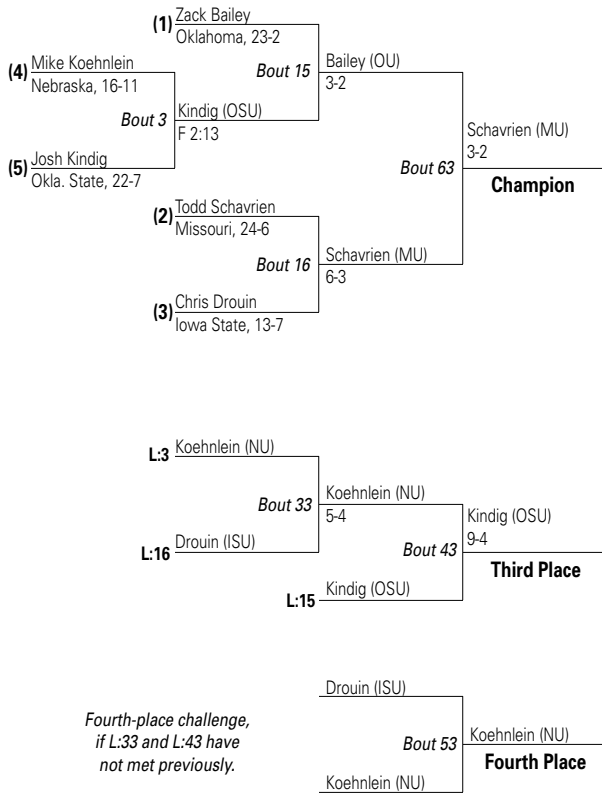 (1) Zack Bailey
Oklahoma, 23-2
(4) Mike Koehnlein
Nebraska, 16-11
Bout 15
Bailey (OU)
3-2
Bout 3
Kindig (OSU)
F 2:13
(5) Josh Kindig
Okla. State, 22-7
Bout 63
Schavrien (MU)
3-2
Champion
(2) Todd Schavrien
Missouri, 24-6
Bout 16
Schavrien (MU)
6-3
(3) Chris Drouin
Iowa State, 13-7
L:3 Koehnlein (NU)
Bout 33
Koehnlein (NU)
5-4
L:16 Drouin (ISU)
Bout 43
Kindig (OSU)
9-4
Third Place
L:15 Kindig (OSU)
Drouin (ISU)
Fourth-place challenge,
if L:33 and L:43 have
not met previously.
Bout 53
Koehnlein (NU)
Fourth Place
Koehnlein (NU)